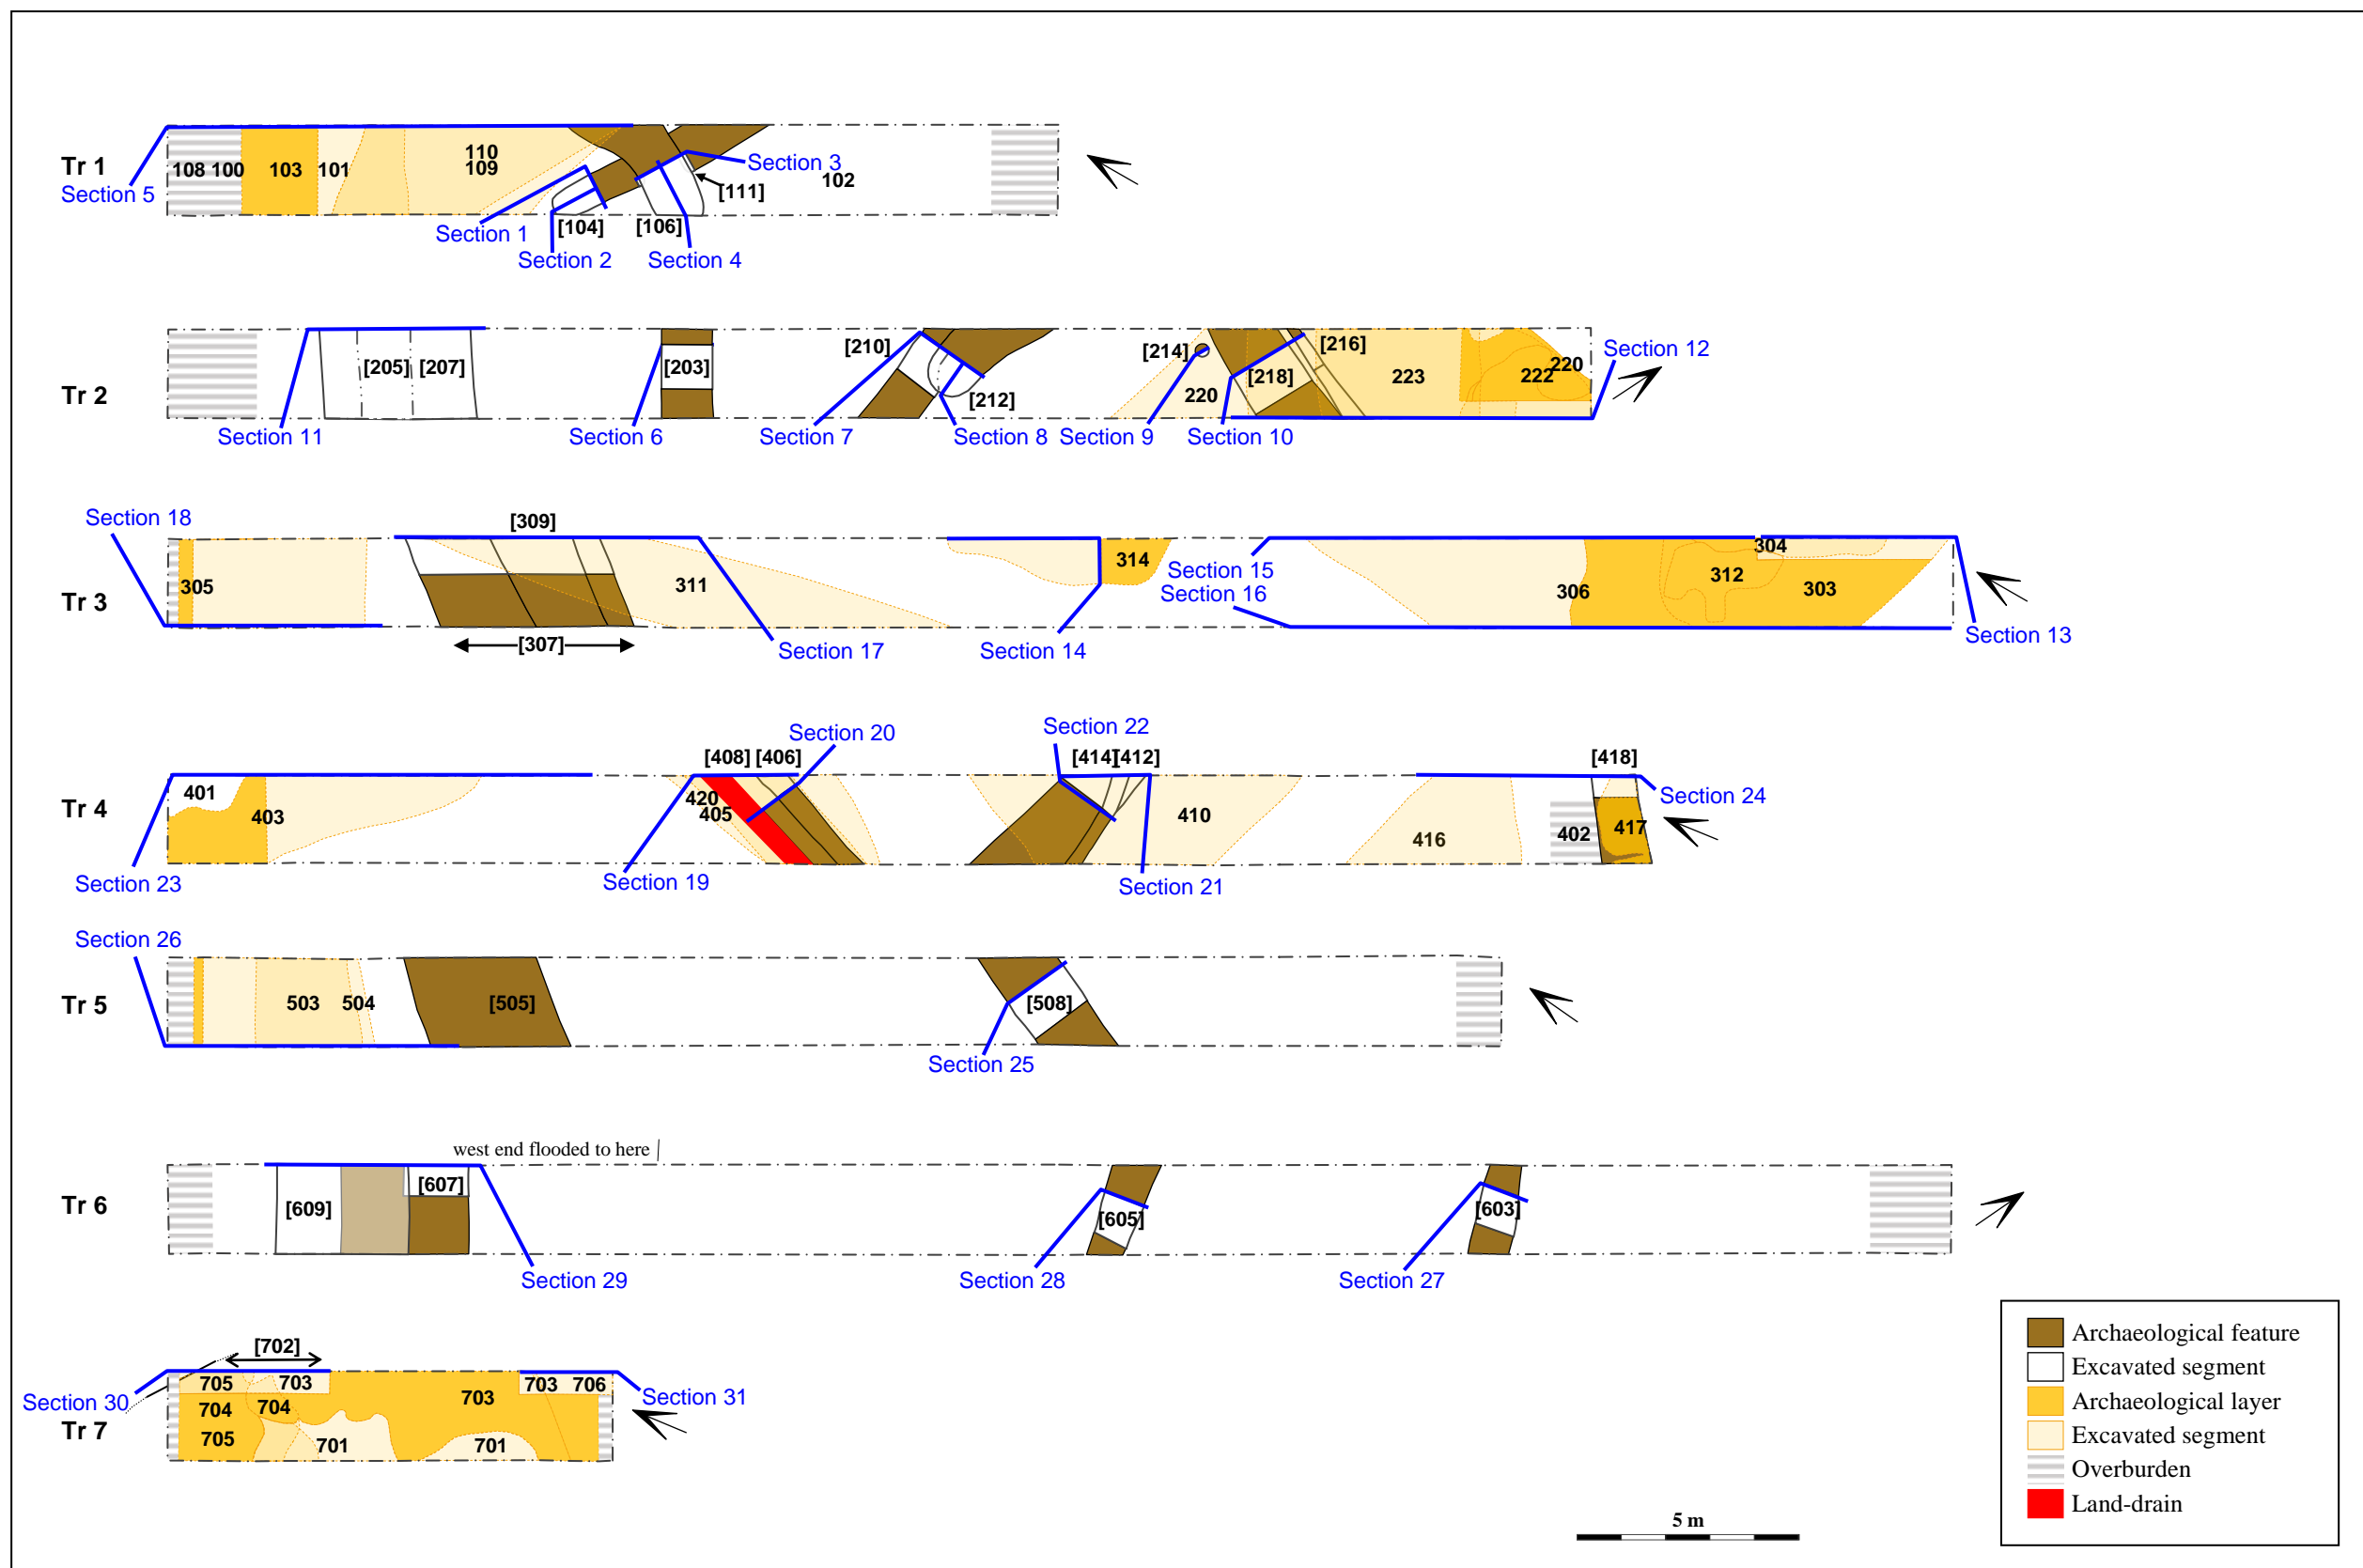 Tr 1
108 100 103 101 110
109
102
[111]
[104] [106]
Section 5
Section 1
Section 2
Section 3
Section 4
Tr 2
[205] [207] [203] [210] [212] [214] [218] [216] 220 223 222 220
Section 11
Section 6
Section 7
Section 8
Section 9
Section 10
Section 12
Tr 3
Section 18
305
[309]
[307]
311
314
306 312 304 303
Section 17
Section 14
Section 15
Section 16
Section 13
Tr 4
401 403
[408] [406]
420
405
[414] [412]
410
416
402 417
[418]
Section 23
Section 19
Section 20
Section 22
Section 21
Section 24
Tr 5
Section 26
503 504 [505] [508]
Section 25
Tr 6
west end flooded to here
[609] [607] [605] [603]
Section 29
Section 28
Section 27
Tr 7
[702]
705 703 703 703 706
704 704
705 701 701
Section 30
Section 31
5 m
Archaeological feature
Excavated segment
Archaeological layer
Excavated segment
Overburden
Land-drain